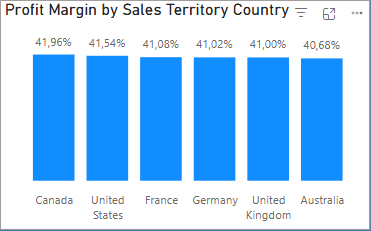 Profit Margin by Sales Territory Country
41,96% 41,54% 41,08% 41,02% 41,00% 40,68%
Canada United States France Germany United Kingdom Australia